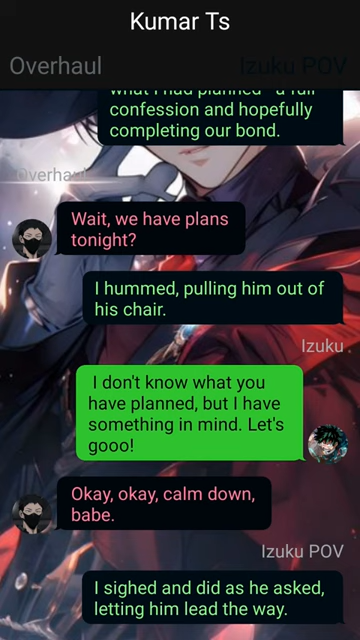 Kumar Ts
Overhaul
Izuku POV
what I had planned - a full
confession and hopefully
completing our bond.
Overhaul
Wait, we have plans
tonight?
I hummed, pulling him out of
his chair.
Izuku
I don't know what you
have planned, but I have
something in mind. Let's
gooo!
Okay, okay, calm down,
babe.
Izuku POV
I sighed and did as he asked,
letting him lead the way.